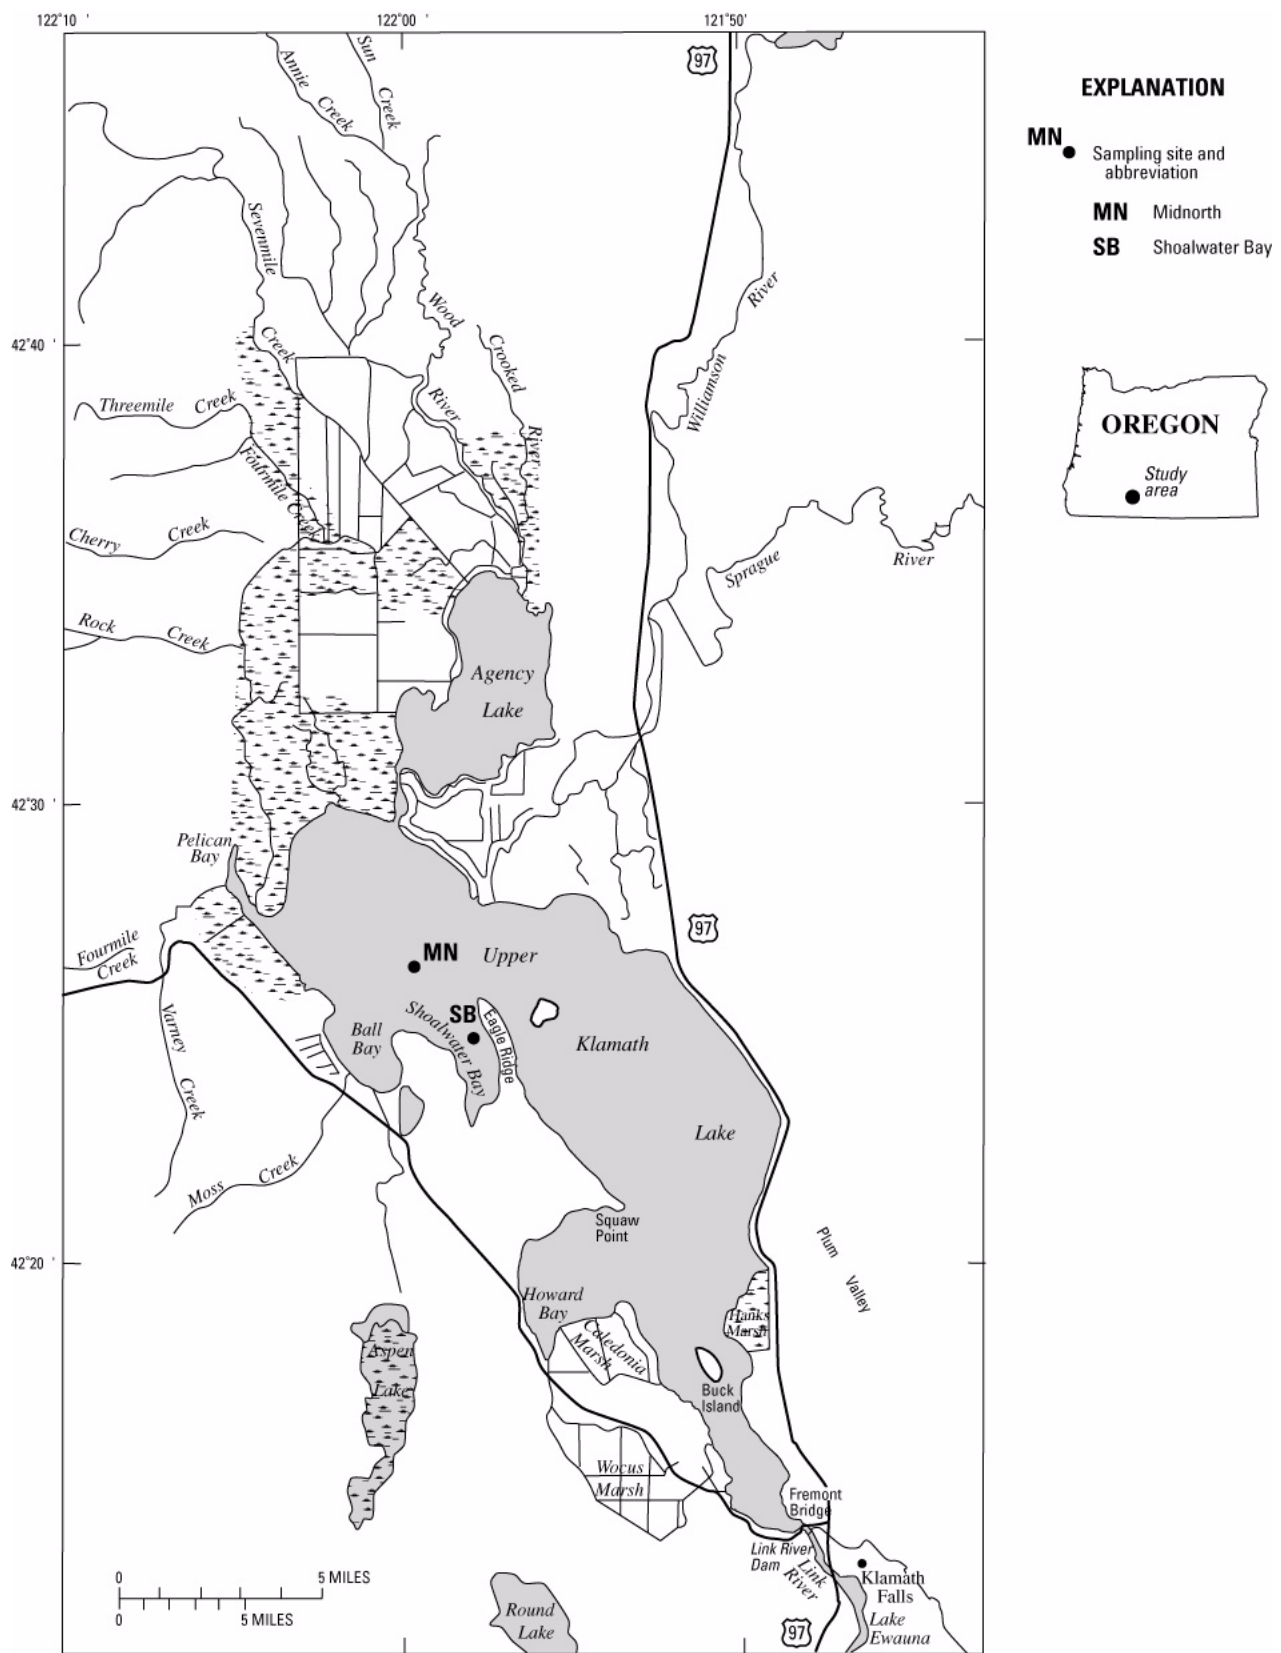 122°10 '
122°00 '
121°50'
97
Annie
Creek
Sun
Creek
EXPLANATION
MN
Sampling site and
abbreviation
MN Midnorth
SB Shoalwater Bay
Sevenmile
Creek
Wood
River
Crooked
River
Williamson
River
42°40 '
Threemile Creek
Fourmile Creek
OREGON
Study
area
Cherry Creek
Sprague River
Rock Creek
Agency
Lake
42°30 '
Pelican
Bay
97
Fourmile
Creek
MN
Upper
SB
Shoalwater Bay
Eagle Ridge
Ball
Bay
Klamath
Varney
Creek
Lake
Moss Creek
Squaw
Point
Plum
Valley
42°20 '
Howard
Bay
Hanks
Marsh
Caledonia
Marsh
Aspen
Lake
Buck
Island
Wocus
Marsh
Fremont
Bridge
Link River
Dam
Link
River
Klamath
Falls
0 5 MILES
0 5 MILES
Round
Lake
Lake
Ewauna
97